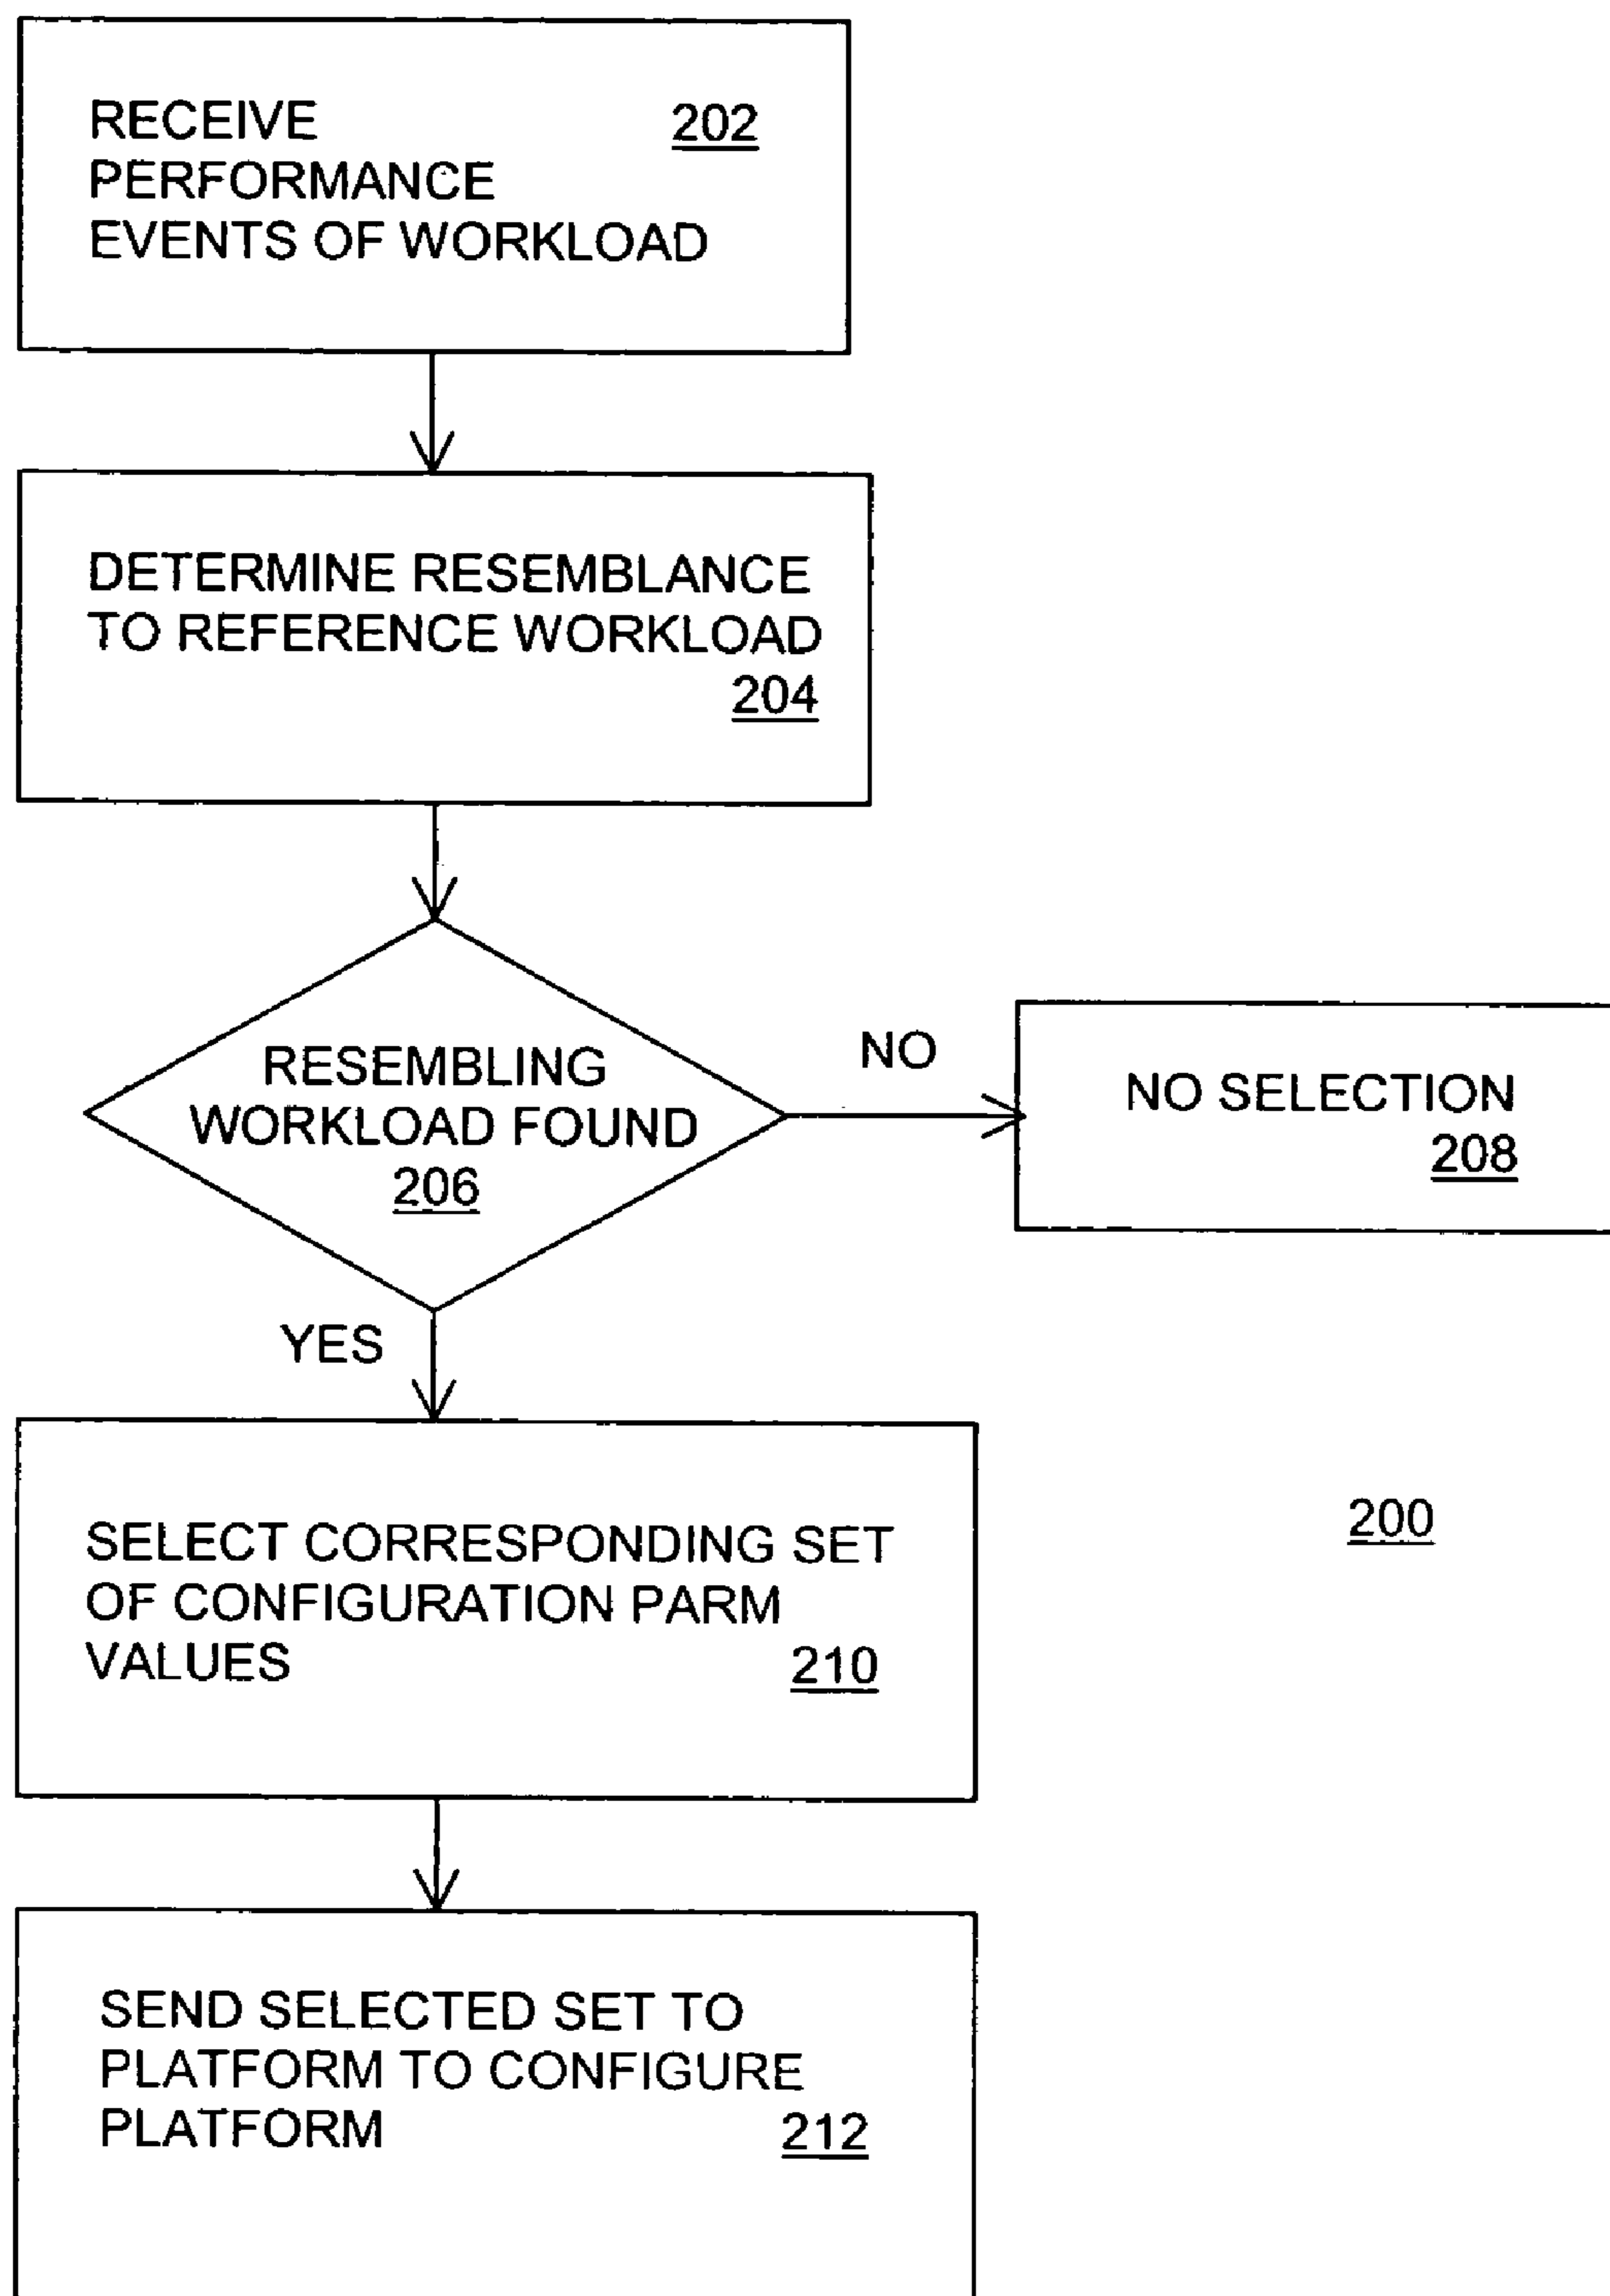 RECEIVE 202
PERFORMANCE
EVENTS OF WORKLOAD
DETERMINE RESEMBLANCE
TO REFERENCE WORKLOAD
204
RESEMBLING
WORKLOAD FOUND
206
NO
NO SELECTION
208
YES
SELECT CORRESPONDING SET
OF CONFIGURATION PARM
VALUES 210
200
SEND SELECTED SET TO
PLATFORM TO CONFIGURE
PLATFORM 212